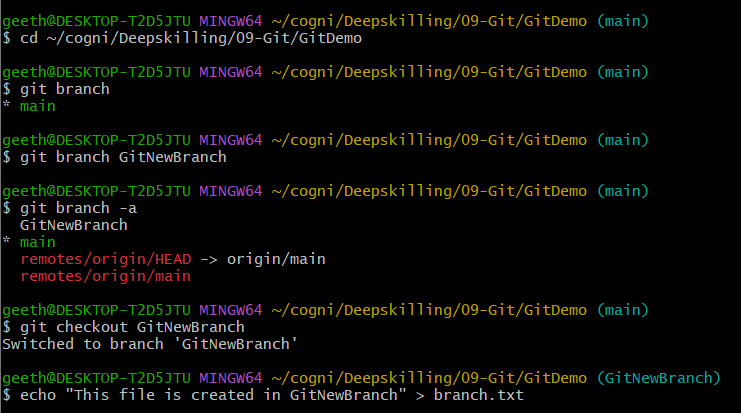 geeth@DESKTOP-T2D5JTU MINGW64 ~/cogni/Deepskilling/09-Git/GitDemo (main)
$ cd ~/cogni/Deepskilling/09-Git/GitDemo
geeth@DESKTOP-T2D5JTU MINGW64 ~/cogni/Deepskilling/09-Git/GitDemo (main)
$ git branch
* main
geeth@DESKTOP-T2D5JTU MINGW64 ~/cogni/Deepskilling/09-Git/GitDemo (main)
$ git branch GitNewBranch
geeth@DESKTOP-T2D5JTU MINGW64 ~/cogni/Deepskilling/09-Git/GitDemo (main)
$ git branch -a
  GitNewBranch
* main
  remotes/origin/HEAD -> origin/main
  remotes/origin/main
geeth@DESKTOP-T2D5JTU MINGW64 ~/cogni/Deepskilling/09-Git/GitDemo (main)
$ git checkout GitNewBranch
Switched to branch 'GitNewBranch'
geeth@DESKTOP-T2D5JTU MINGW64 ~/cogni/Deepskilling/09-Git/GitDemo (GitNewBranch)
$ echo "This file is created in GitNewBranch" > branch.txt